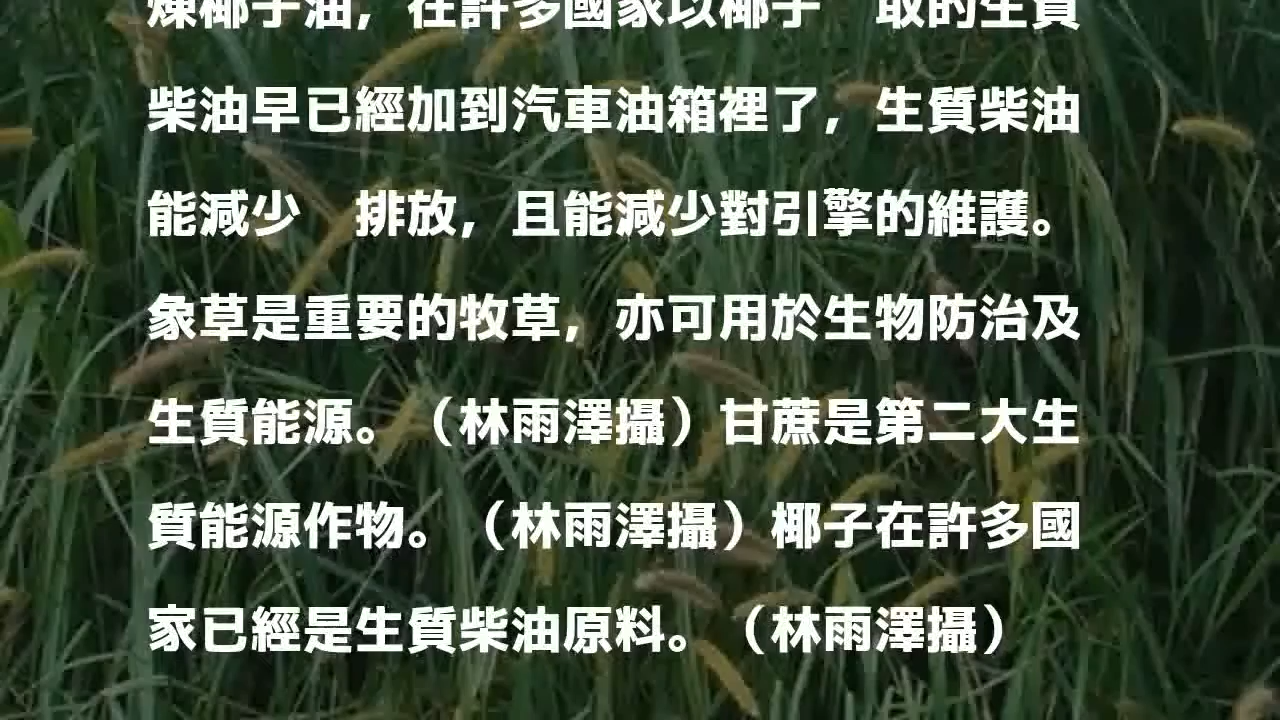 煉椰子油，在許多國家以椰子　取的生質
柴油早已經加到汽車油箱裡了，生質柴油
能減少　排放，且能減少對引擎的維護。
象草是重要的牧草，亦可用於生物防治及
生質能源。（林雨澤攝）甘蔗是第二大生
質能源作物。（林雨澤攝）椰子在許多國
家已經是生質柴油原料。（林雨澤攝）